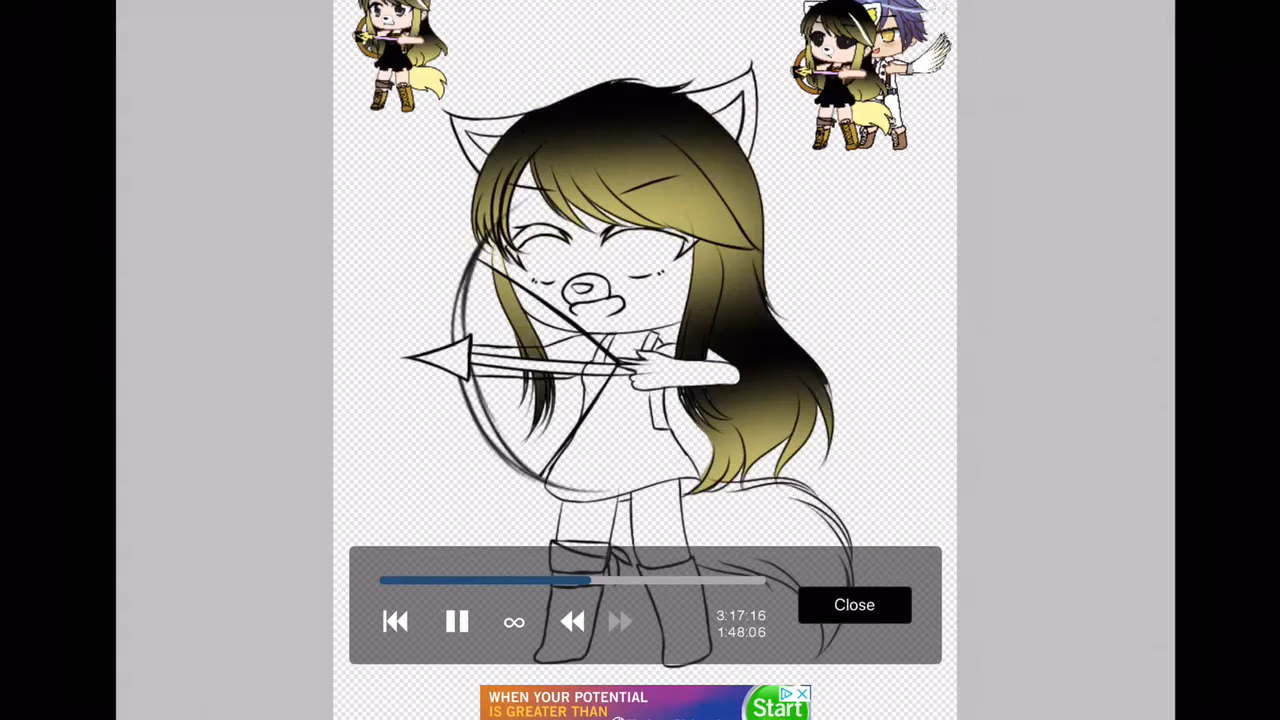 3:17:16
1:48:06
Close
WHEN YOUR POTENTIAL
IS GREATER THAN
Start